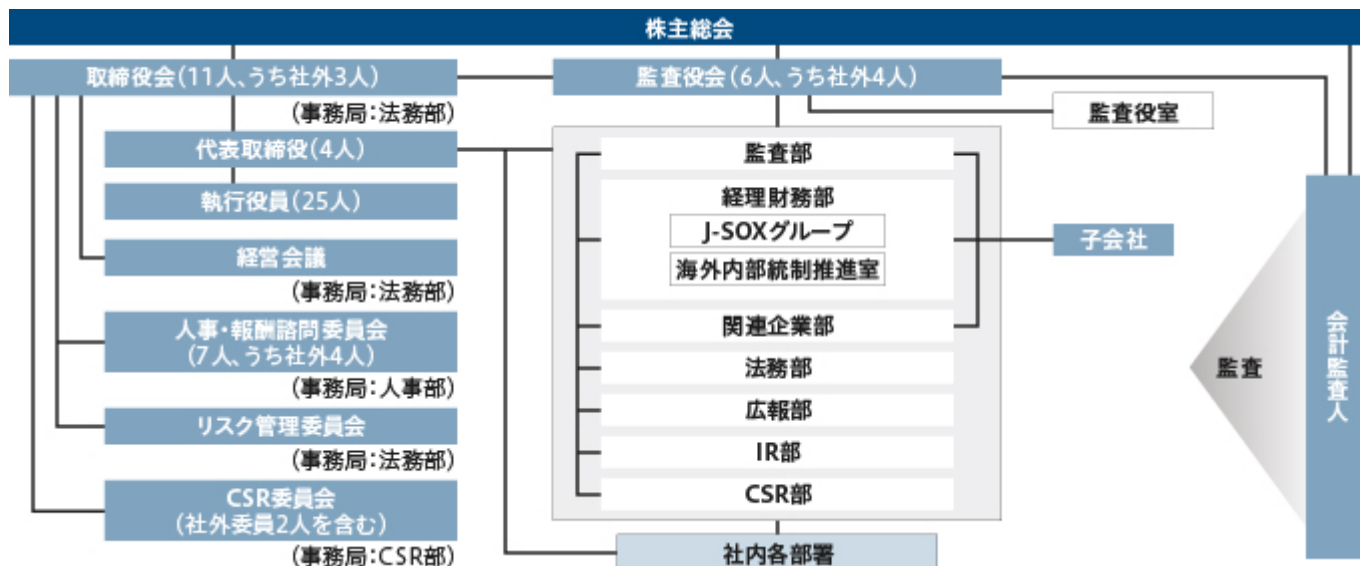 株主総会
取締役会(11人、うち社外3人)
(事務局:法務部)
代表取締役(4人)
執行役員(25人)
経営会議
(事務局:法務部)
人事・報酬諮問委員会
(7人、うち社外4人)
(事務局:人事部)
リスク管理委員会
(事務局:法務部)
CSR委員会
(社外委員2人を含む)
(事務局:CSR部)
監査役会(6人、うち社外4人)
監査役室
監査部
経理財務部
J-SOXグループ
海外内部統制推進室
関連企業部
法務部
広報部
IR部
CSR部
社内各部署
子会社
監査
会計監査人